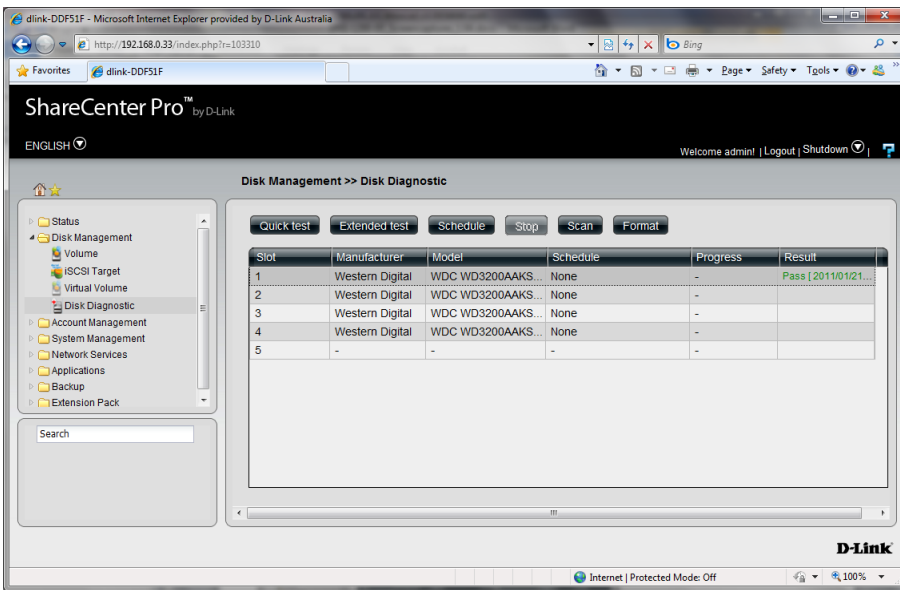 dlink-DDF51F - Microsoft Internet Explorer provided by D-Link Australia
http://192.168.0.33/index.php?r=103310
Bing
Favorites
dlink-DDF51F
Page Safety Tools
ShareCenter Pro™ by D-Link
ENGLISH
Welcome admin! | Logout | Shutdown |
Disk Management >> Disk Diagnostic
Status
Disk Management
Volume
iSCSI Target
Virtual Volume
Disk Diagnostic
Account Management
System Management
Network Services
Applications
Backup
Extension Pack
Search
Quick test Extended test Schedule Stop Scan Format
Slot Manufacturer Model Schedule Progress Result
1 Western Digital WDC WD3200AAKS... None - Pass [ 2011/01/21...
2 Western Digital WDC WD3200AAKS... None -
3 Western Digital WDC WD3200AAKS... None -
4 Western Digital WDC WD3200AAKS... None -
5 - - - -
D-Link
Internet | Protected Mode: Off
100%